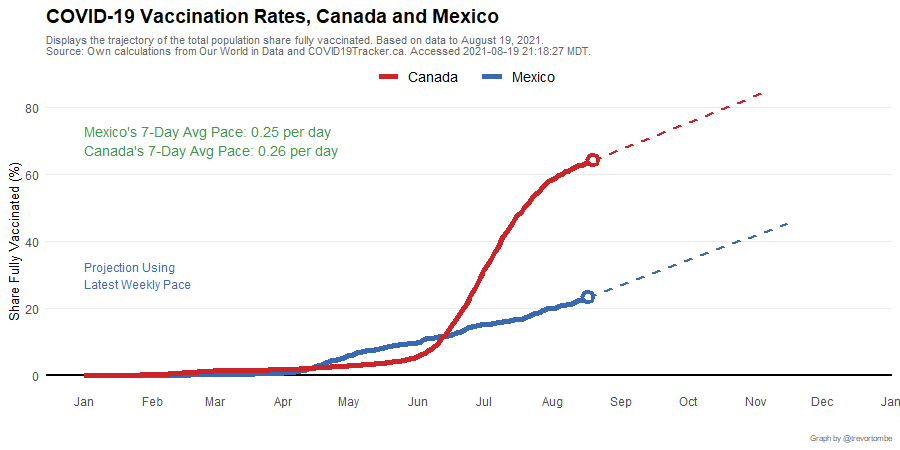 COVID-19 Vaccination Rates, Canada and Mexico
Displays the trajectory of the total population share fully vaccinated. Based on data to August 19, 2021.
Source: Own calculations from Our World in Data and COVID19Tracker.ca. Accessed 2021-08-19 21:18:27 MDT.
Canada Mexico
Share Fully Vaccinated (%)
80
Mexico's 7-Day Avg Pace: 0.25 per day
Canada's 7-Day Avg Pace: 0.26 per day
60
40
Projection Using
Latest Weekly Pace
20
0
Jan Feb Mar Apr May Jun Jul Aug Sep Oct Nov Dec Jan
Graph by @trevortombe